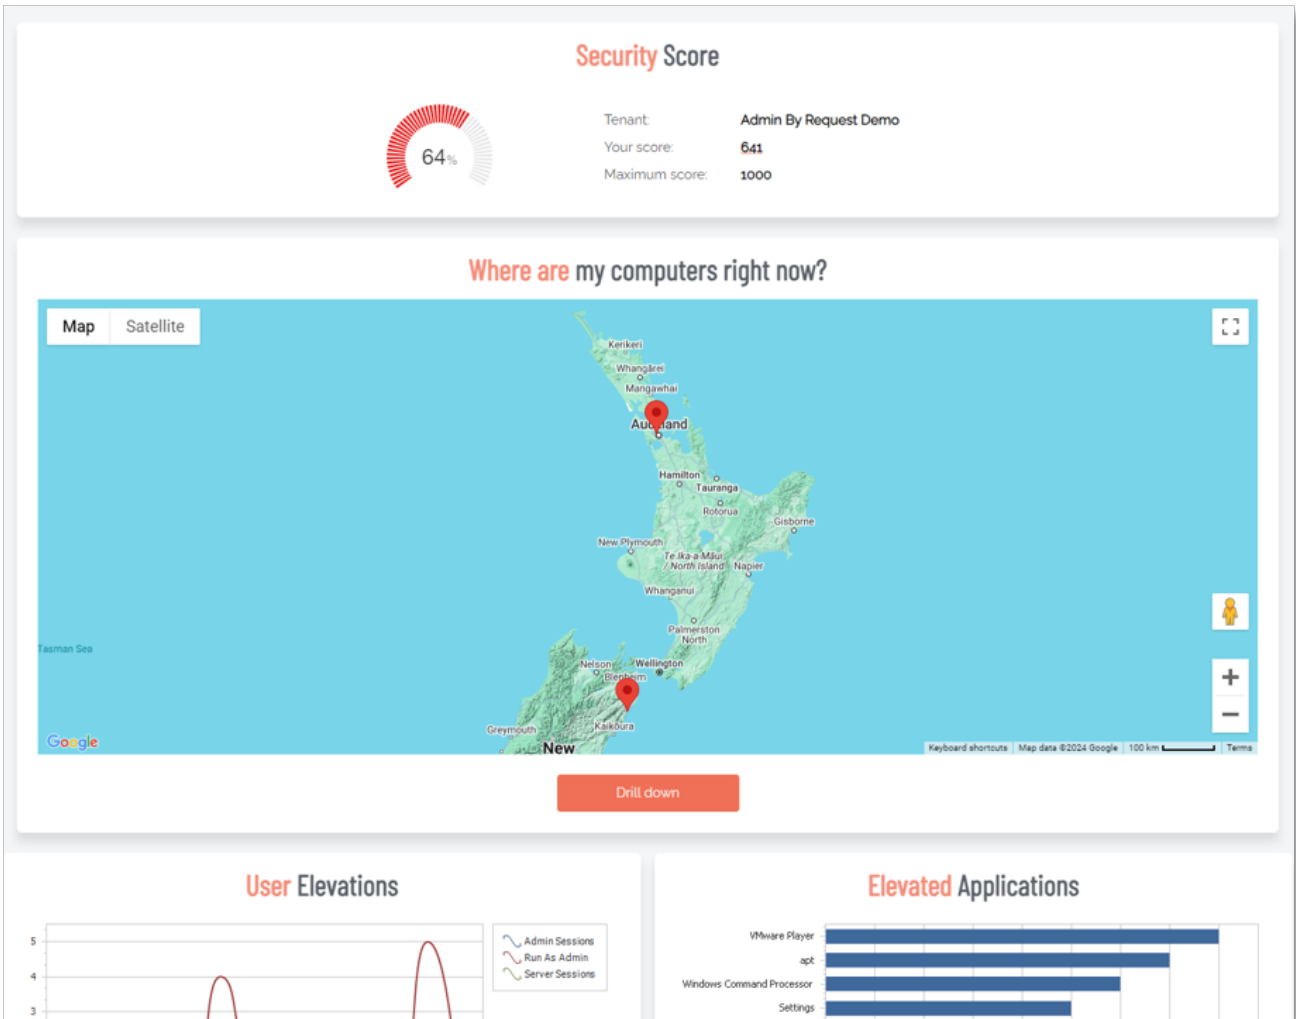 Security Score
64%
Tenant: Admin By Request Demo
Your score: 641
Maximum score: 1000
Where are my computers right now?
Map Satellite
Kerikeri
Whangārei
Mangawhai
Auckland
Hamilton
Tauranga
Rotorua
Gisborne
New Plymouth
Te Ika-a-Māui
/ North Island
Napier
Whanganui
Palmerston
North
Tasman Sea
Nelson
Wellington
Blenheim
Kaikōura
Greymouth
New
Google
Keyboard shortcuts Map data ©2024 Google 100 km Terms
Drill down
User Elevations
5
4
3
Admin Sessions
Run As Admin
Server Sessions
Elevated Applications
VMware Player
apt
Windows Command Processor
Settings